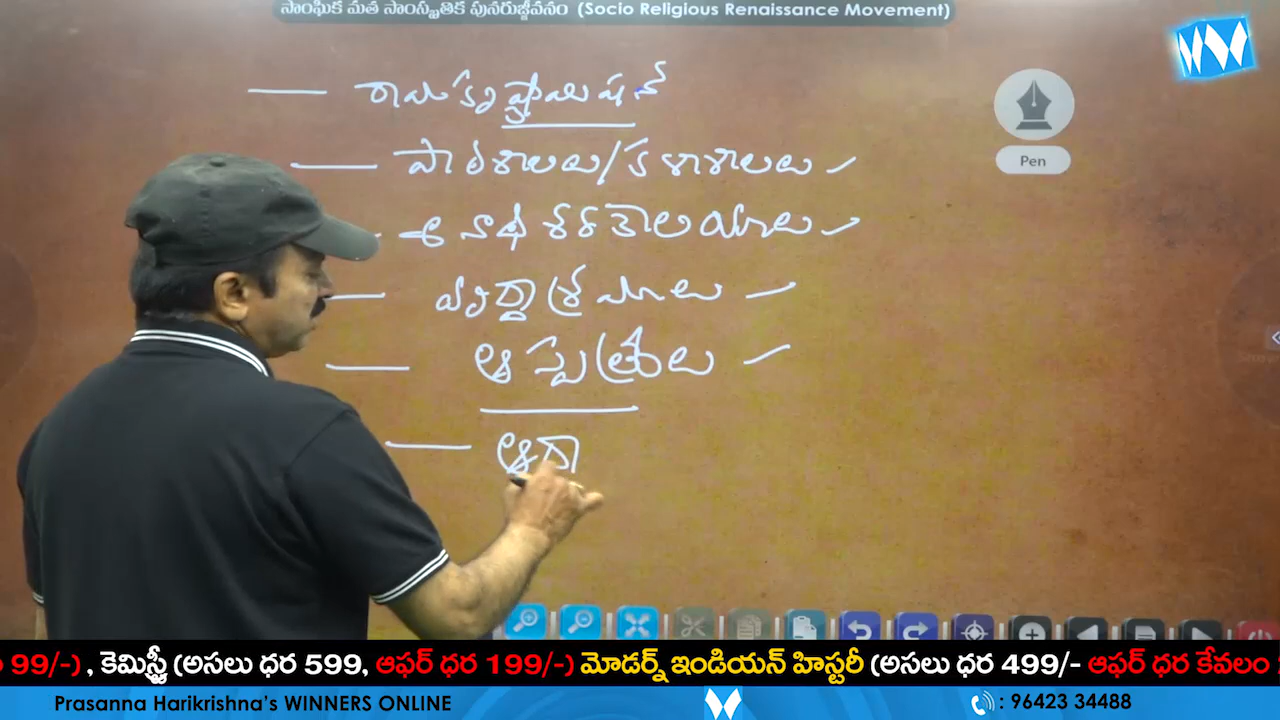 సాంఘిక మత సాంస్కృతిక పునరుజ్జీవనం (Socio Religious Renaissance Movement)
— రామకృష్ణా మిషన్
Pen
— పాఠశాలలు/కళాశాలలు
అనాథ శరణాలయాలు
— వృద్ధాశ్రమాలు
— ఆస్పత్రులు
— ఆగ్రా
99/-) , కెమిస్ట్రీ (అసలు ధర 599, ఆఫర్ ధర 199/-) మోడర్న్ ఇండియన్ హిస్టరీ (అసలు ధర 499/- ఆఫర్ ధర కేవలం
Prasanna Harikrishna's WINNERS ONLINE : 96423 34488